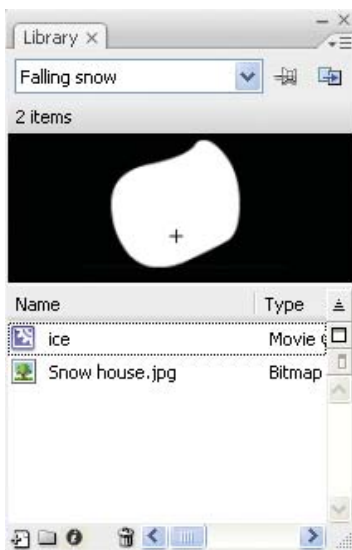 Library
Falling snow
2 items
Name Type
ice Movie
Snow house.jpg Bitmap